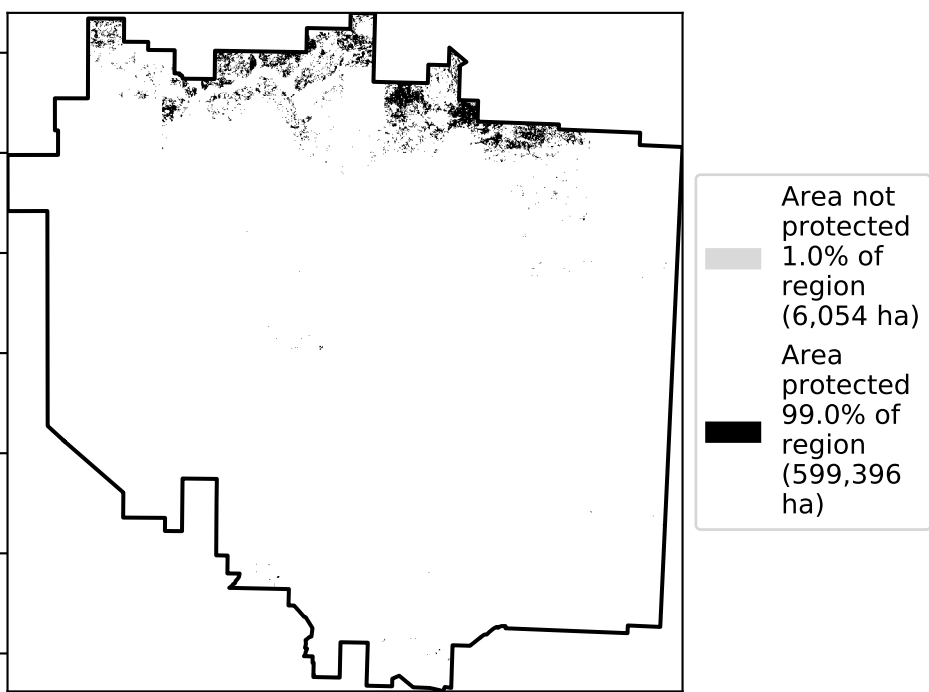 Area not
protected
1.0% of
region
(6,054 ha)
Area
protected
99.0% of
region
(599,396
ha)